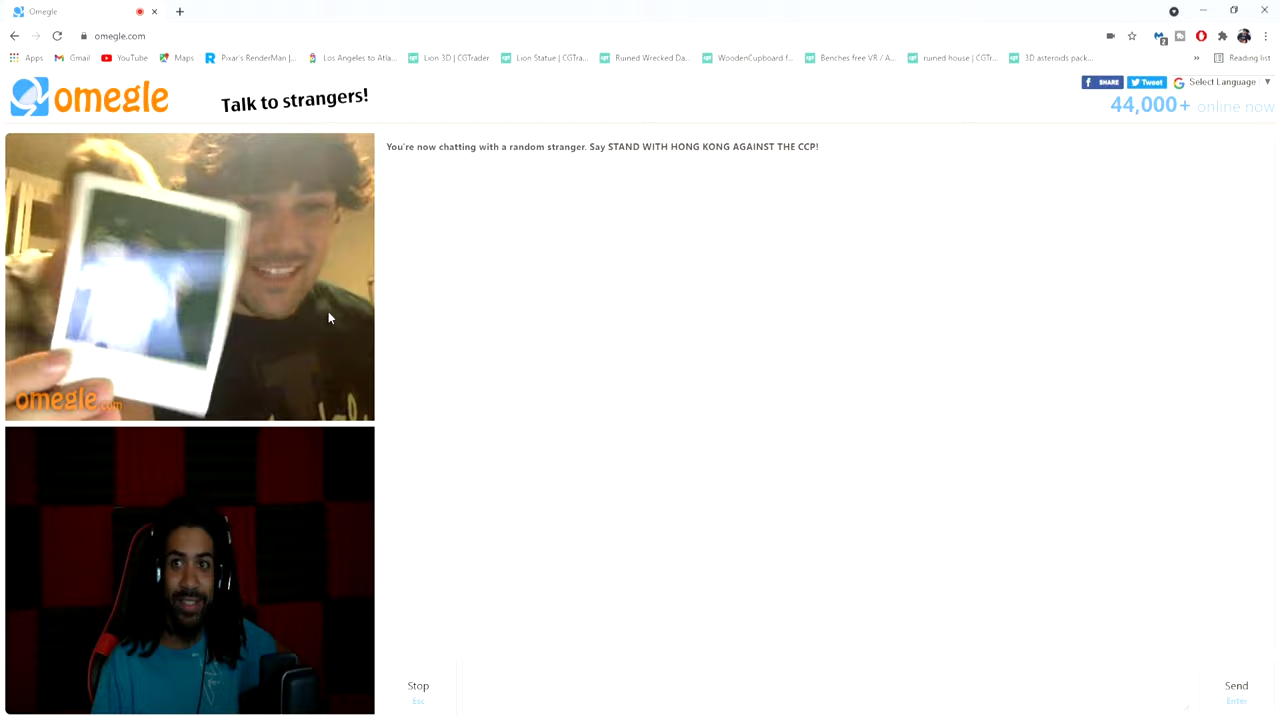 Omegle
omegle.com
Apps
Gmail
YouTube
Maps
Pixar's RenderMan |...
Los Angeles to Atla...
Lion 3D | CGTrader
Lion Statue | CGTra...
Ruined Wrecked Da...
WoodenCupboard f...
Benches free VR / A...
ruined house | CGTr...
3D asteroids pack...
»
Reading list
omegle
Talk to strangers!
SHARE
Tweet
Select Language
44,000+ online now
You're now chatting with a random stranger. Say STAND WITH HONG KONG AGAINST THE CCP!
omegle.com
Stop
Esc
Send
Enter